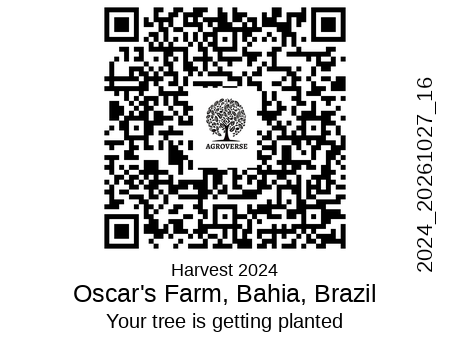 AGROVERSE
2024_20261027_16
Harvest 2024
Oscar's Farm, Bahia, Brazil
Your tree is getting planted